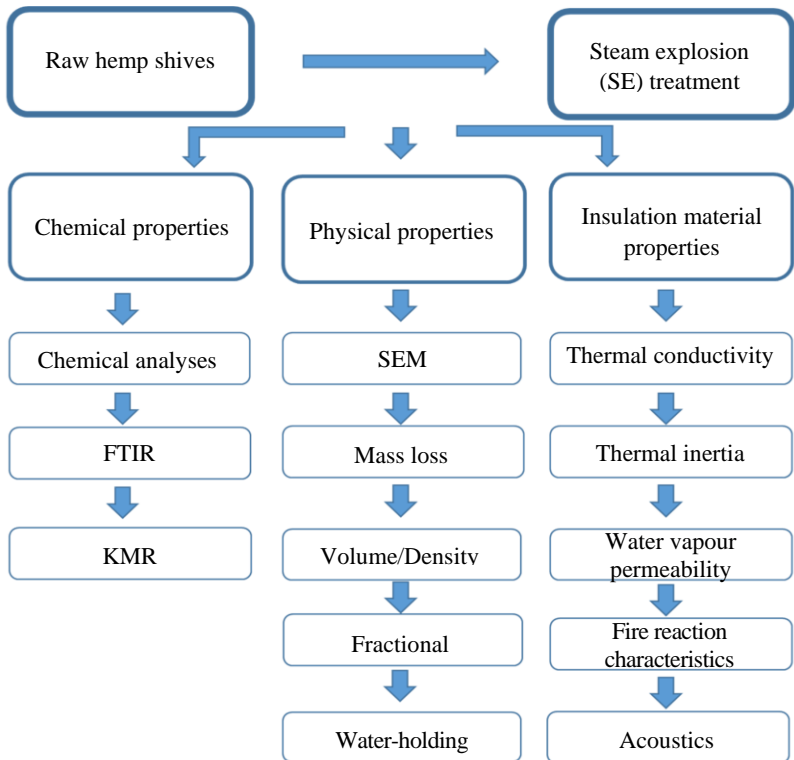 Raw hemp shives
Steam explosion
(SE) treatment
Chemical properties
Physical properties
Insulation material
properties
Chemical analyses
SEM
Thermal conductivity
FTIR
Mass loss
Thermal inertia
KMR
Volume/Density
Water vapour
permeability
Fractional
Fire reaction
characteristics
Water-holding
Acoustics